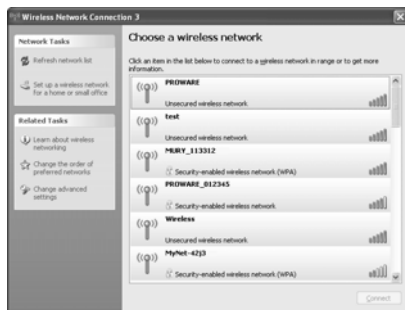 Wireless Network Connection 3
Network Tasks
Refresh network list
Set up a wireless network
for a home or small office
Related Tasks
Learn about wireless
networking
Change the order of
preferred networks
Change advanced
settings
Choose a wireless network
Click an item in the list below to connect to a wireless network in range or to get more
information.
PROWARE
Unsecured wireless network
test
Unsecured wireless network
MURY_113312
Security-enabled wireless network (WPA)
PROWARE_012345
Security-enabled wireless network
Wireless
Unsecured wireless network
MyNet-42j3
Security-enabled wireless network (WPA)
Connect